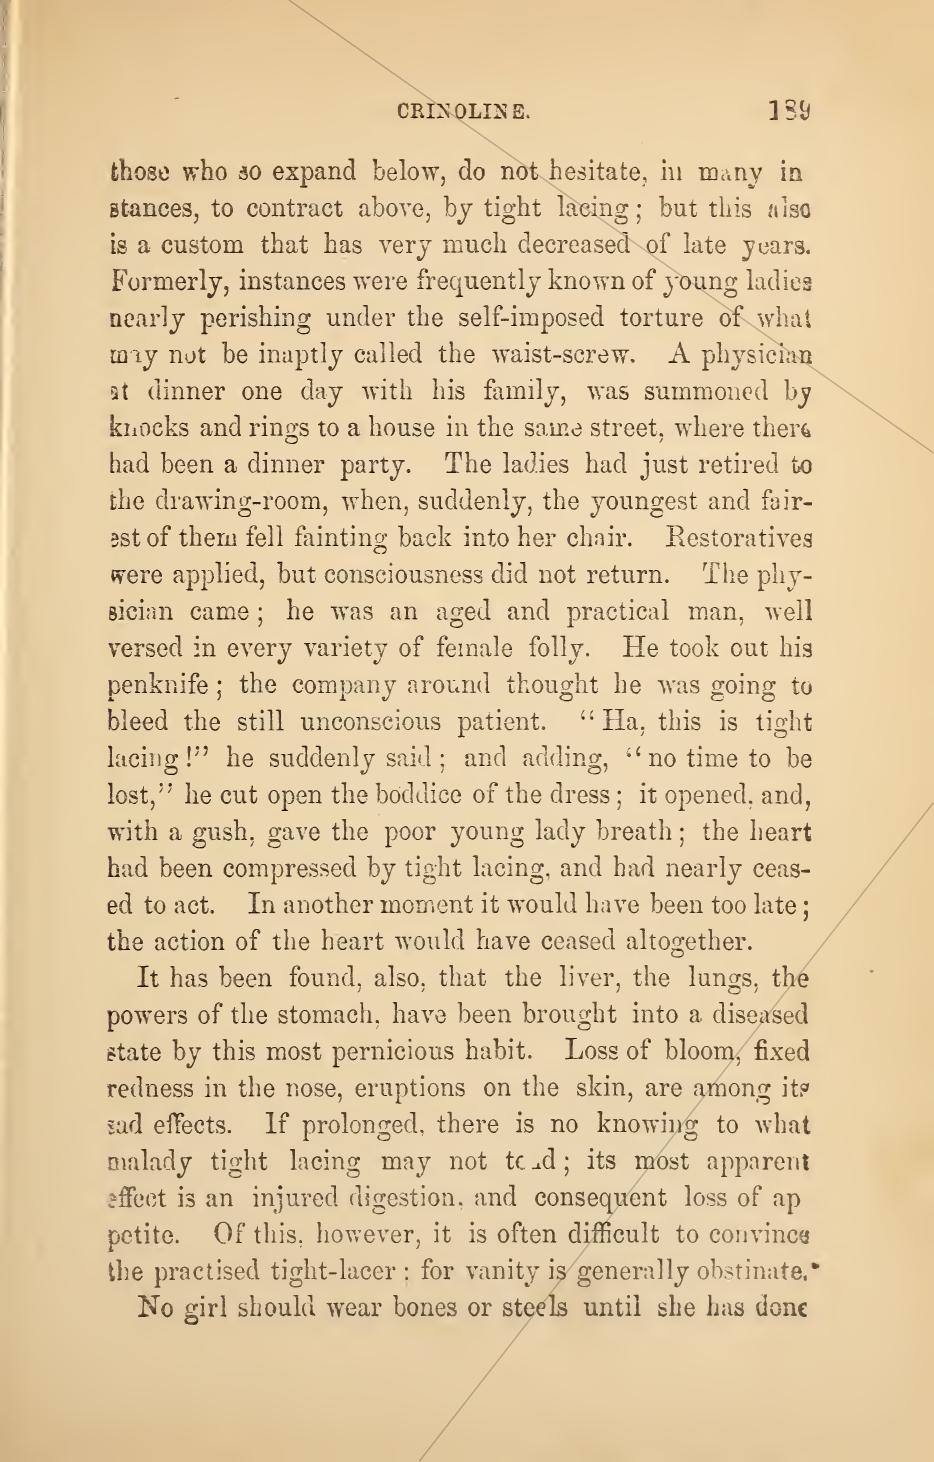 CRINOLINE. 189
those who so expand below, do not hesitate, in many in
stances, to contract above, by tight lacing; but this also
is a custom that has very much decreased of late years.
Formerly, instances were frequently known of young ladies
nearly perishing under the self-imposed torture of what
may not be inaptly called the waist-screw. A physician
at dinner one day with his family, was summoned by
knocks and rings to a house in the same street, where there
had been a dinner party. The ladies had just retired to
the drawing-room, when, suddenly, the youngest and fair-
est of them fell fainting back into her chair. Restoratives
were applied, but consciousness did not return. The phy-
sician came; he was an aged and practical man, well
versed in every variety of female folly. He took out his
penknife; the company around thought he was going to
bleed the still unconscious patient. “Ha, this is tight
lacing!” he suddenly said; and adding, “no time to be
lost,” he cut open the boddice of the dress; it opened, and,
with a gush, gave the poor young lady breath; the heart
had been compressed by tight lacing, and had nearly ceas-
ed to act. In another moment it would have been too late;
the action of the heart would have ceased altogether.
It has been found, also, that the liver, the lungs, the
powers of the stomach, have been brought into a diseased
state by this most pernicious habit. Loss of bloom, fixed
redness in the nose, eruptions on the skin, are among its
sad effects. If prolonged, there is no knowing to what
malady tight lacing may not tend; its most apparent
effect is an injured digestion, and consequent loss of ap
petite. Of this, however, it is often difficult to convince
the practised tight-lacer: for vanity is generally obstinate.*
No girl should wear bones or steels until she has done